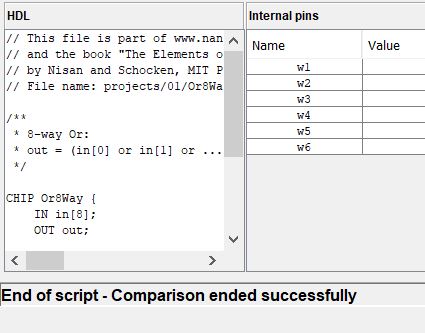 HDL
// This file is part of www.nan
// and the book "The Elements o
// by Nisan and Schocken, MIT P
// File name: projects/01/Or8Wa
/**
* 8-way Or:
* out = (in[0] or in[1] or ...
*/
CHIP Or8Way {
IN in[8];
OUT out;
Internal pins
Name Value
w1
w2
w3
w4
w5
w6
End of script - Comparison ended successfully